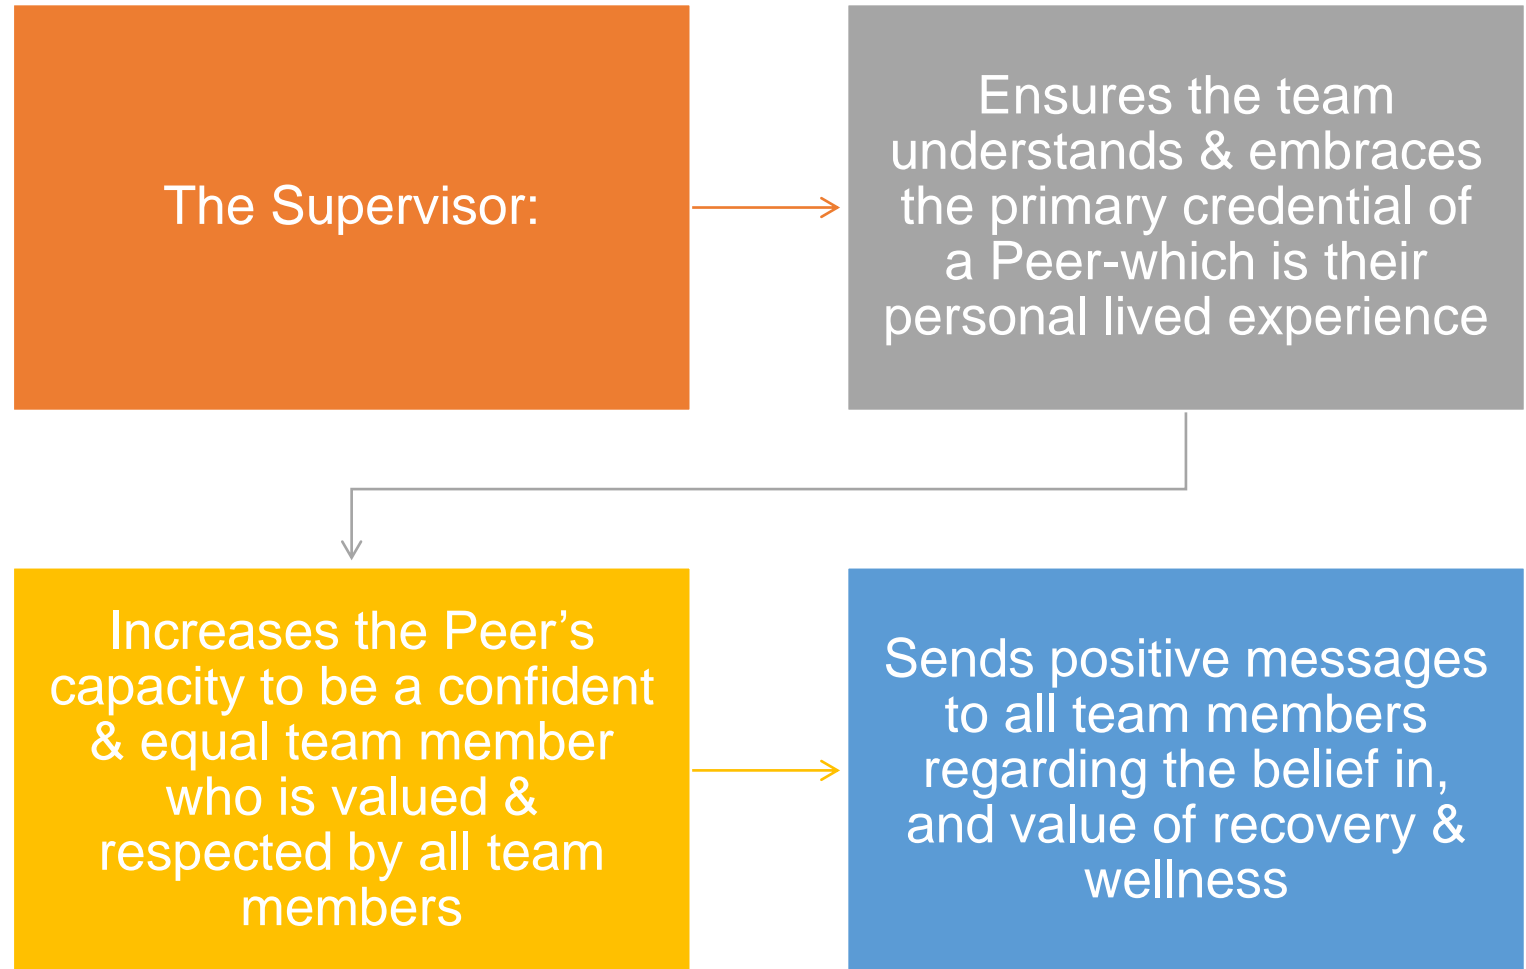 The Supervisor:
Ensures the team
understands & embraces
the primary credential of
a Peer-which is their
personal lived experience
Increases the Peer’s
capacity to be a confident
& equal team member
who is valued &
respected by all team
members
Sends positive messages
to all team members
regarding the belief in,
and value of recovery &
wellness